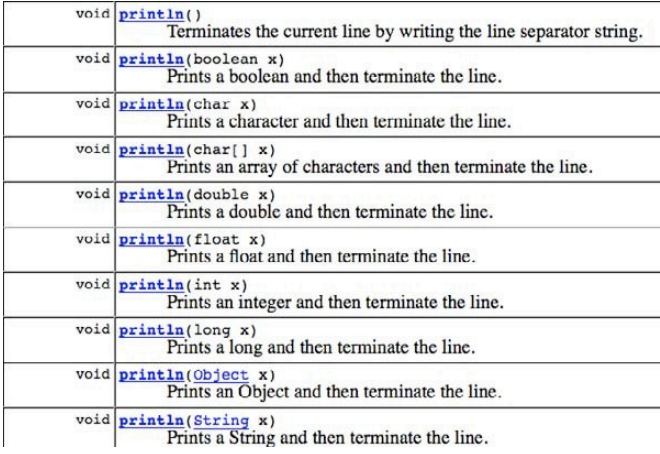 void println()
Terminates the current line by writing the line separator string.
void println(boolean x)
Prints a boolean and then terminate the line.
void println(char x)
Prints a character and then terminate the line.
void println(char[] x)
Prints an array of characters and then terminate the line.
void println(double x)
Prints a double and then terminate the line.
void println(float x)
Prints a float and then terminate the line.
void println(int x)
Prints an integer and then terminate the line.
void println(long x)
Prints a long and then terminate the line.
void println(Object x)
Prints an Object and then terminate the line.
void println(String x)
Prints a String and then terminate the line.